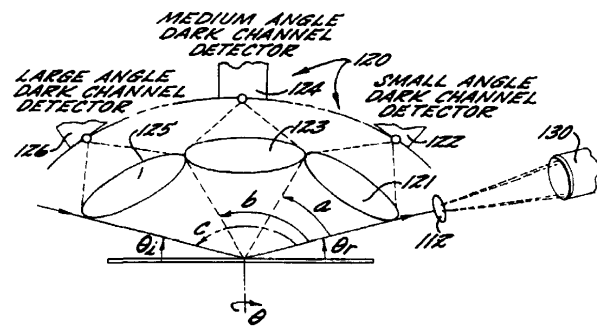 MEDIUM ANGLE
DARK CHANNEL
DETECTOR
120
LARGE ANGLE
DARK CHANNEL
DETECTOR
124
SMALL ANGLE
DARK CHANNEL
DETECTOR
126
125
123
122
130
121
112
a
b
c
θi
θr
θ